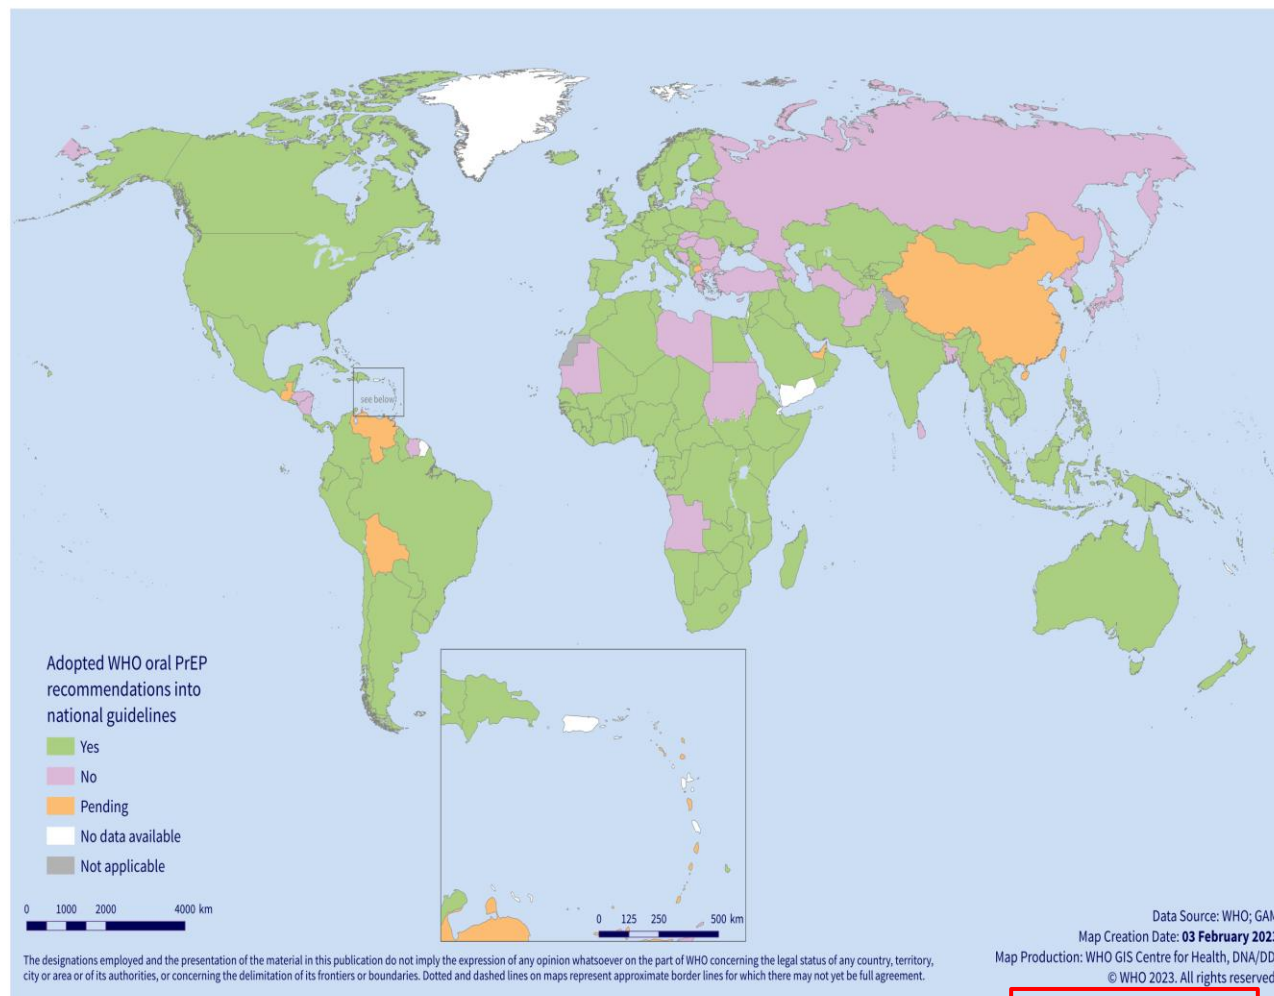 see below
Adopted WHO oral PrEP
recommendations into
national guidelines
Yes
No
Pending
No data available
Not applicable
0 1000 2000 4000 km
0 125 250 500 km
Data Source: WHO; GAM
Map Creation Date: 03 February 2023
Map Production: WHO GIS Centre for Health, DNA/DD
© WHO 2023. All rights reserved
The designations employed and the presentation of the material in this publication do not imply the expression of any opinion whatsoever on the part of WHO concerning the legal status of any country, territory,
city or area or of its authorities, or concerning the delimitation of its frontiers or boundaries. Dotted and dashed lines on maps represent approximate border lines for which there may not yet be full agreement.